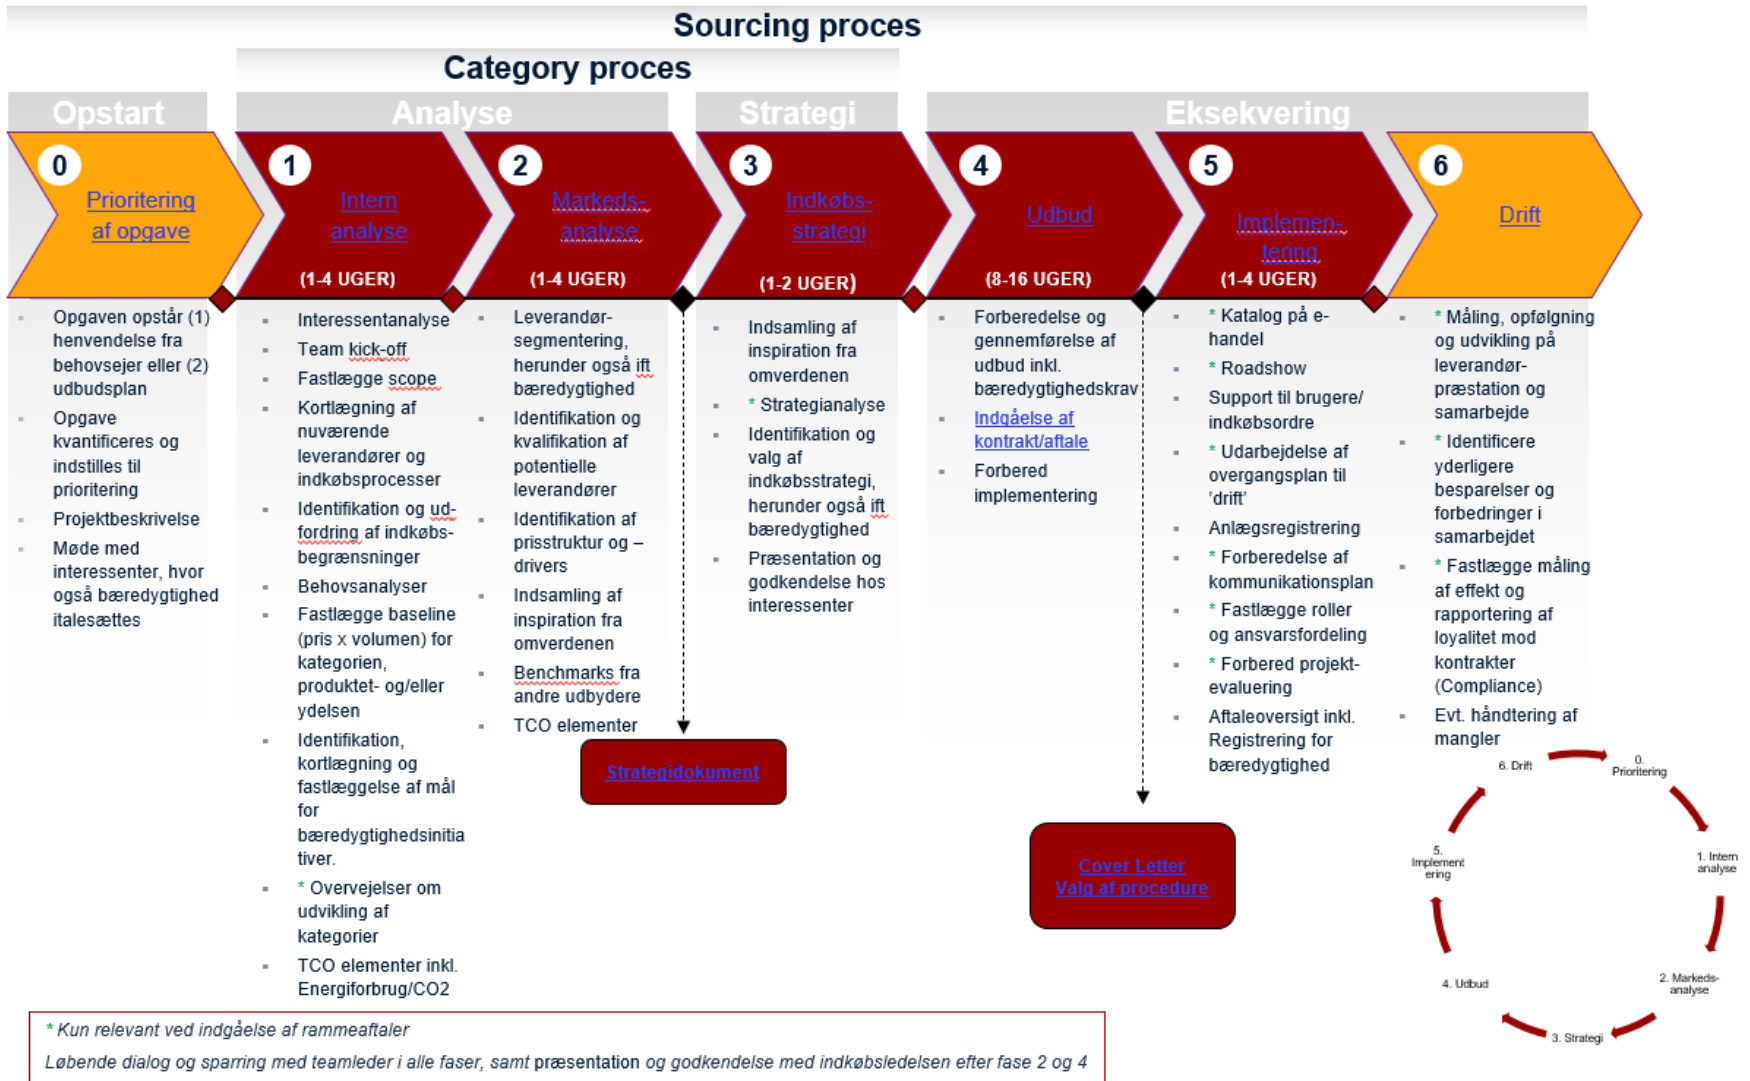 Sourcing proces
Category proces
Opstart
Analyse
Strategi
Eksekvering
0
Prioritering
af opgave
1
Intern
analyse
(1-4 UGER)
2
Markeds-
analyse
(1-4 UGER)
3
Indkøbs-
strategi
(1-2 UGER)
4
Udbud
(8-16 UGER)
5
Implemen-
tering
(1-4 UGER)
6
Drift
Opgaven opstår (1)
henvendelse fra
behovsejer eller (2)
udbudsplan
Opgave
kvantificeres og
indstilles til
prioritering
Projektbeskrivelse
Møde med
interessenter, hvor
også bæredygtighed
italesættes
Interessentanalyse
Team kick-off
Fastlægge scope
Kortlægning af
nuværende
leverandører og
indkøbsprocesser
Identifikation og ud-
fordring af indkøbs-
begrænsninger
Behovsanalyser
Fastlægge baseline
(pris x volumen) for
kategorien,
produktet- og/eller
ydelsen
Identifikation,
kortlægning og
fastlæggelse af mål
for
bæredygtighedsinitia
tiver.
* Overvejelser om
udvikling af
kategorier
TCO elementer inkl.
Energiforbrug/CO2
Leverandør-
segmentering,
herunder også ift
bæredygtighed
Identifikation og
kvalifikation af
potentielle
leverandører
Identifikation af
prisstruktur og –
drivers
Indsamling af
inspiration fra
omverdenen
Benchmarks fra
andre udbydere
TCO elementer
Strategidokument
Indsamling af
inspiration fra
omverdenen
* Strategianalyse
Identifikation og
valg af
indkøbsstrategi,
herunder også ift
bæredygtighed
Præsentation og
godkendelse hos
interessenter
Forberedelse og
gennemførelse af
udbud inkl.
bæredygtighedskrav
Indgåelse af
kontrakt/aftale
Forbered
implementering
Cover Letter
Valg af procedure
* Katalog på e-
handel
* Roadshow
Support til brugere/
indkøbsordre
* Udarbejdelse af
overgangsplan til
’drift’
Anlægsregistrering
* Forberedelse af
kommunikationsplan
* Fastlægge roller
og ansvarsfordeling
* Forbered projekt-
evaluering
Aftaleoversigt inkl.
Registrering for
bæredygtighed
* Måling, opfølgning
og udvikling på
leverandør-
præstation og
samarbejde
* Identificere
yderligere
besparelser og
forbedringer i
samarbejdet
* Fastlægge måling
af effekt og
rapportering af
loyalitet mod
kontrakter
(Compliance)
Evt. håndtering af
mangler
0.
Prioritering
1. Intern
analyse
2. Markeds-
analyse
3. Strategi
4. Udbud
5.
Implement
ering
6. Drift
* Kun relevant ved indgåelse af rammeaftaler
Løbende dialog og sparring med teamleder i alle faser, samt præsentation og godkendelse med indkøbsledelsen efter fase 2 og 4